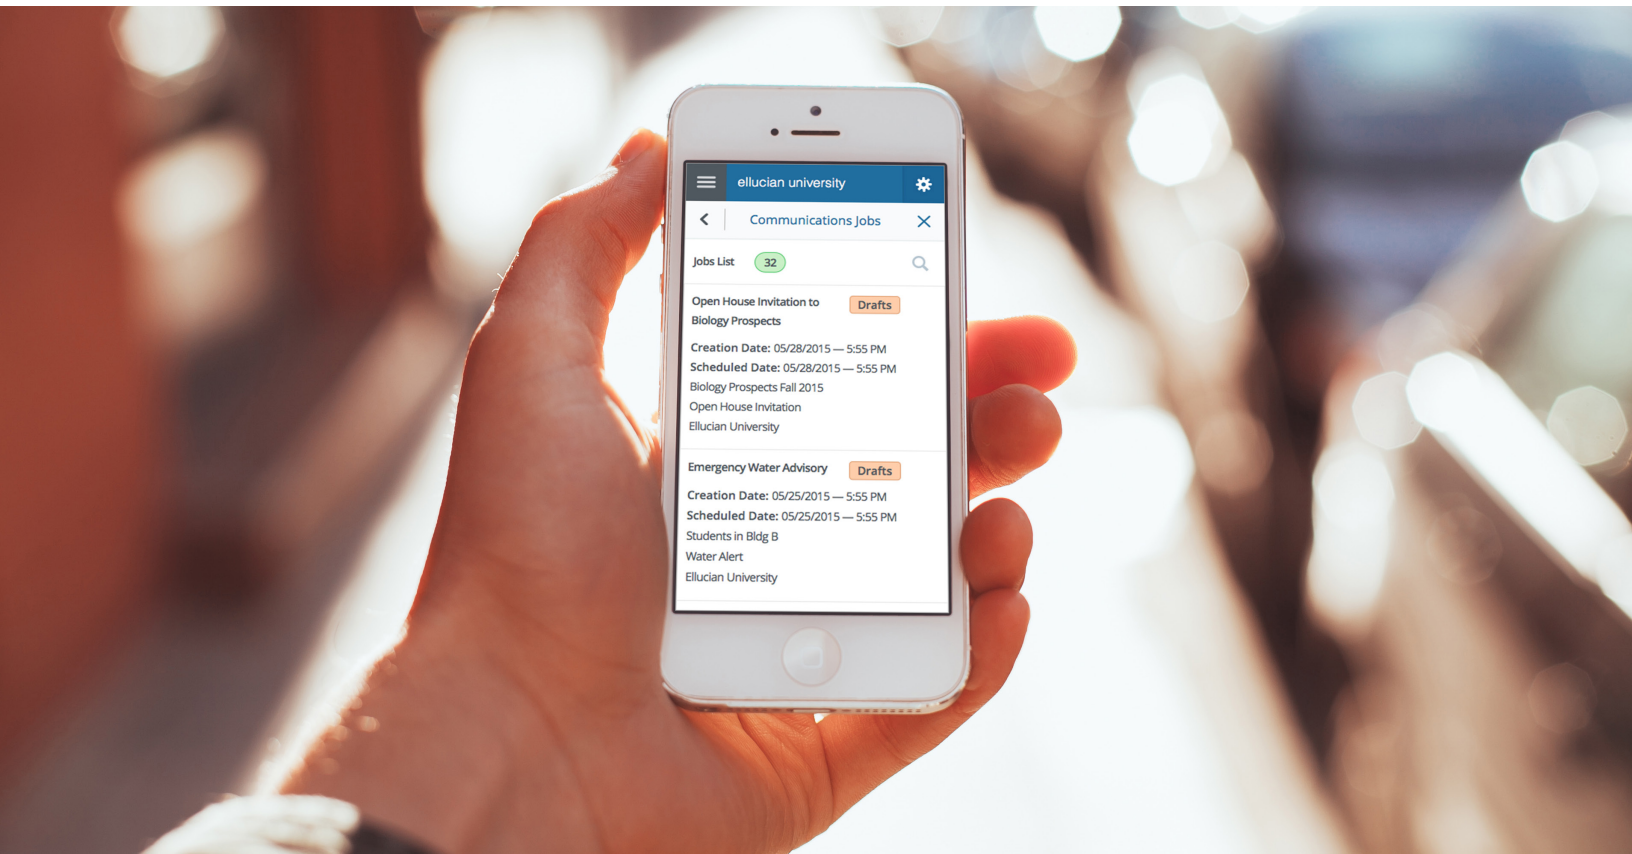 ellucian university
Communications Jobs
Jobs List 32
Open House Invitation to Drafts
Biology Prospects
Creation Date: 05/28/2015 — 5:55 PM
Scheduled Date: 05/28/2015 — 5:55 PM
Biology Prospects Fall 2015
Open House Invitation
Ellucian University
Emergency Water Advisory Drafts
Creation Date: 05/25/2015 — 5:55 PM
Scheduled Date: 05/25/2015 — 5:55 PM
Students in Bldg B
Water Alert
Ellucian University